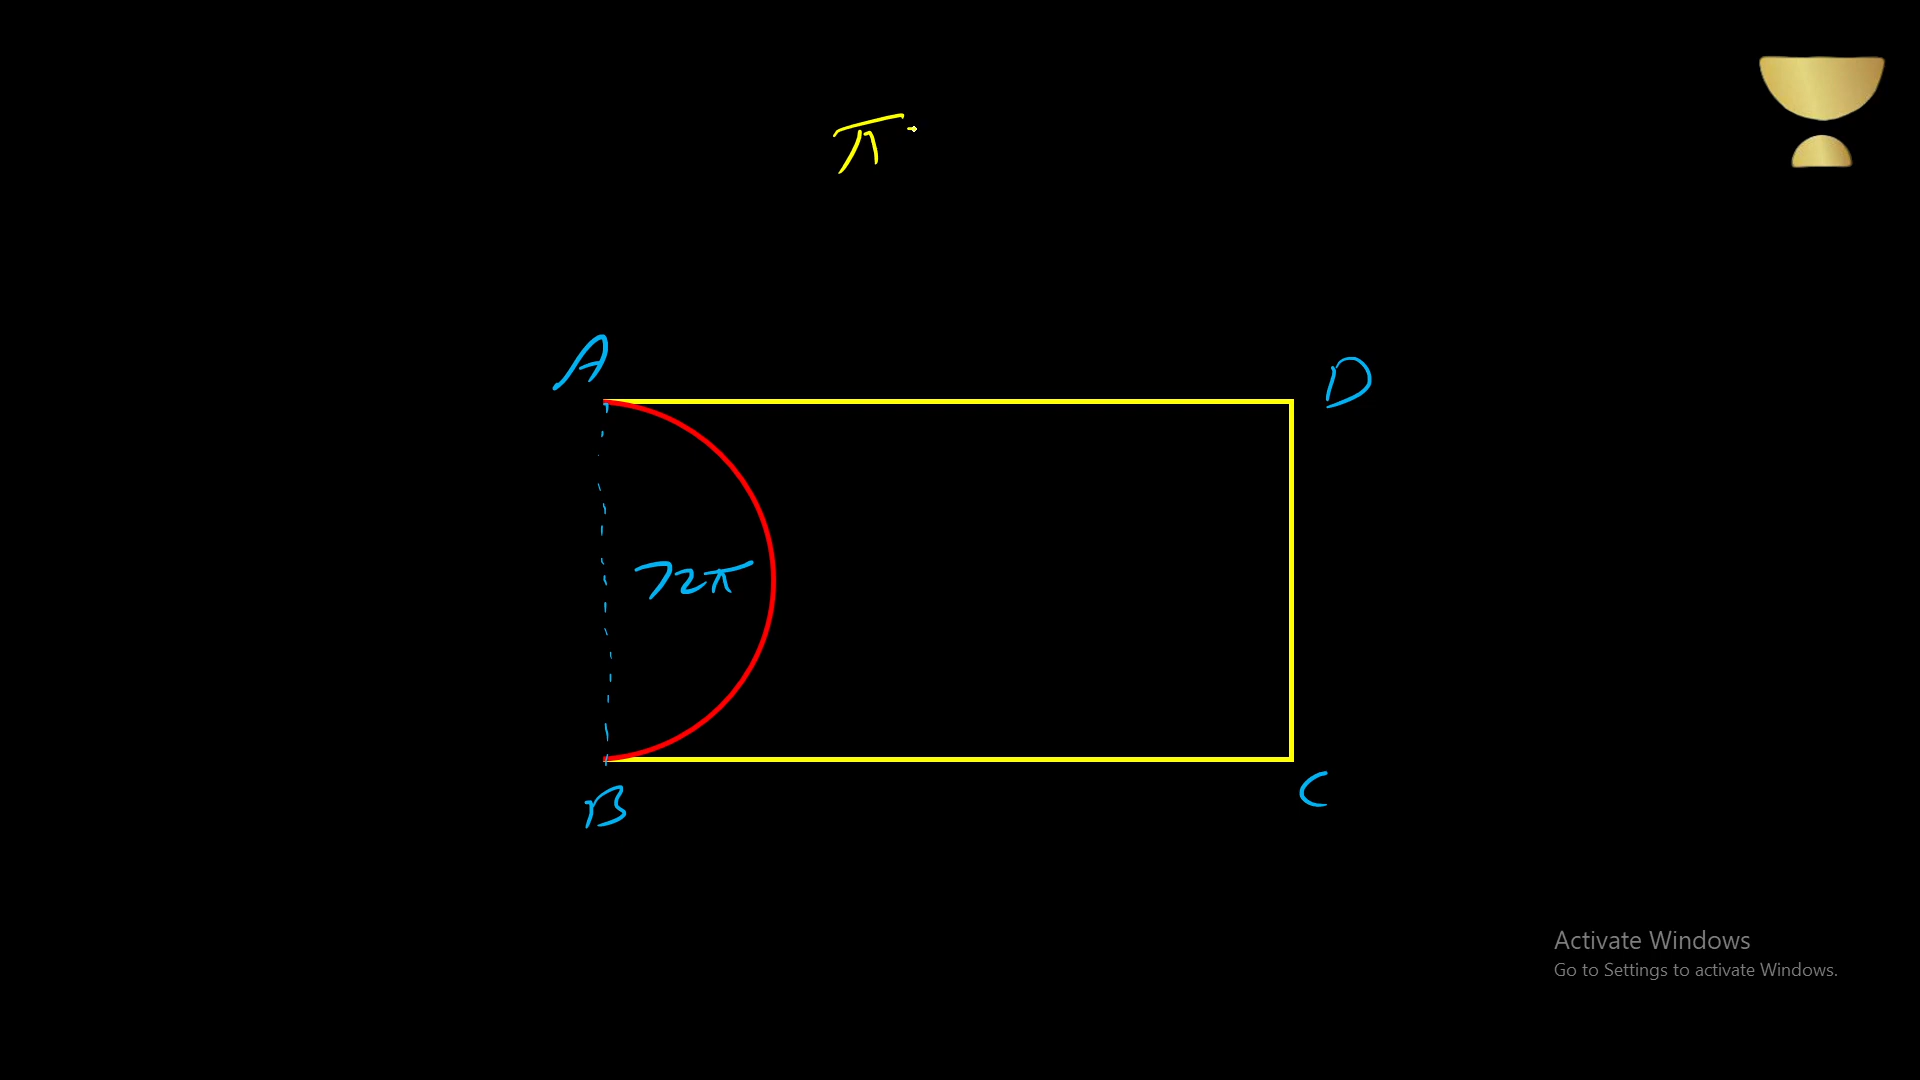 π
A
D
72π
B
C
Activate Windows
Go to Settings to activate Windows.